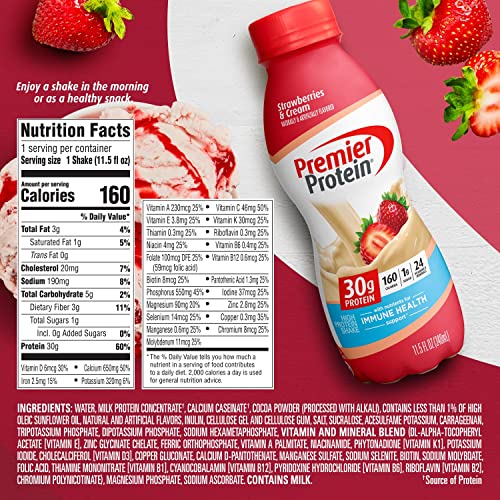 Enjoy a shake in the morning
or as a healthy snack.
Nutrition Facts
1 serving per container
Serving size 1 Shake (11.5 fl oz)
Amount per serving
Calories 160
% Daily Value*
Total Fat 3g 4%
Saturated Fat 1g 5%
Trans Fat 0g
Cholesterol 20mg 7%
Sodium 190mg 8%
Total Carbohydrate 5g 2%
Dietary Fiber 3g 11%
Total Sugars 1g
Incl. 0g Added Sugars 0%
Protein 30g 60%
Vitamin D 6mcg 30% • Calcium 650mg 50%
Iron 2.5mg 15% • Potassium 320mg 6%
Vitamin A 230mcg 25% • Vitamin C 46mg 50%
Vitamin E 3.8mg 25% • Vitamin K 30mcg 25%
Thiamin 0.3mg 25% • Riboflavin 0.3mg 25%
Niacin 4mg 25% • Vitamin B6 0.4mg 25%
Folate 100mcg DFE 25% • Vitamin B12 0.6mcg 25%
(59mcg folic acid)
Biotin 8mcg 25% • Pantothenic Acid 1.3mg 25%
Phosphorus 550mg 45% • Iodine 37mcg 25%
Magnesium 90mg 20% • Zinc 2.8mg 25%
Selenium 14mcg 25% • Copper 0.3mg 35%
Manganese 0.6mg 25% • Chromium 8mcg 25%
Molybdenum 11mcg 25%
*The % Daily Value tells you how much a
nutrient in a serving of food contributes
to a daily diet. 2,000 calories a day is used
for general nutrition advice.
Strawberries
& Cream
NATURALLY & ARTIFICIALLY FLAVORED
Premier
Protein®
30g
PROTEIN
160
CALORIES
1g
SUGAR
24
VITAMINS & MINERALS
HIGH
PROTEIN
SHAKE
with nutrients for
IMMUNE HEALTH
support†
11.5 FL OZ (340mL)
INGREDIENTS: WATER, MILK PROTEIN CONCENTRATE†, CALCIUM CASEINATE†, COCOA POWDER (PROCESSED WITH ALKALI), CONTAINS LESS THAN 1% OF HIGH
OLEIC SUNFLOWER OIL, NATURAL AND ARTIFICIAL FLAVORS, INULIN, CELLULOSE GEL AND CELLULOSE GUM, SALT, SUCRALOSE, ACESULFAME POTASSIUM, CARRAGEENAN,
TRIPOTASSIUM PHOSPHATE, DIPOTASSIUM PHOSPHATE, SODIUM HEXAMETAPHOSPHATE, VITAMIN AND MINERAL BLEND (DL-ALPHA-TOCOPHERYL
ACETATE [VITAMIN E], ZINC GLYCINATE CHELATE, FERRIC ORTHOPHOSPHATE, VITAMIN A PALMITATE, NIACINAMIDE, PHYTONADIONE [VITAMIN K1], POTASSIUM
IODIDE, CHOLECALCIFEROL [VITAMIN D3], COPPER GLUCONATE, CALCIUM D-PANTOTHENATE, MANGANESE SULFATE, SODIUM SELENITE, BIOTIN, SODIUM MOLYBDATE,
FOLIC ACID, THIAMINE MONONITRATE [VITAMIN B1], CYANOCOBALAMIN [VITAMIN B12], PYRIDOXINE HYDROCHLORIDE [VITAMIN B6], RIBOFLAVIN [VITAMIN B2],
CHROMIUM POLYNICOTINATE), MAGNESIUM PHOSPHATE, SODIUM ASCORBATE. CONTAINS MILK. †Source of Protein